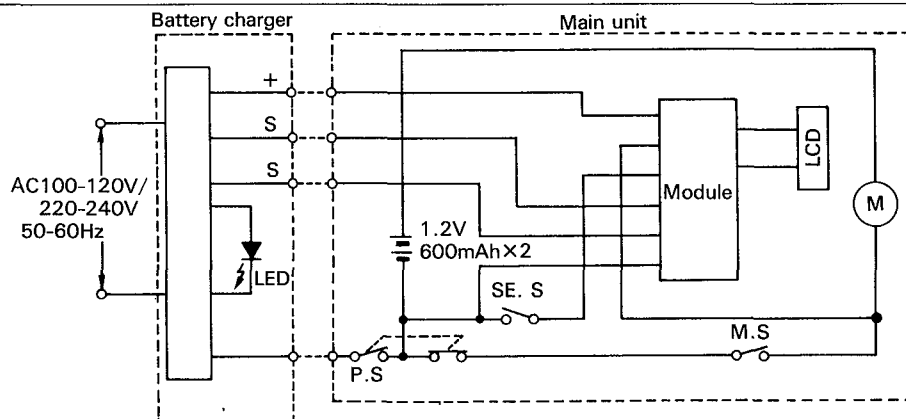 Battery charger
Main unit
+
S
S
AC100-120V/
220-240V
50-60Hz
LED
1.2V
600mAh×2
SE. S
P.S
M.S
Module
LCD
M